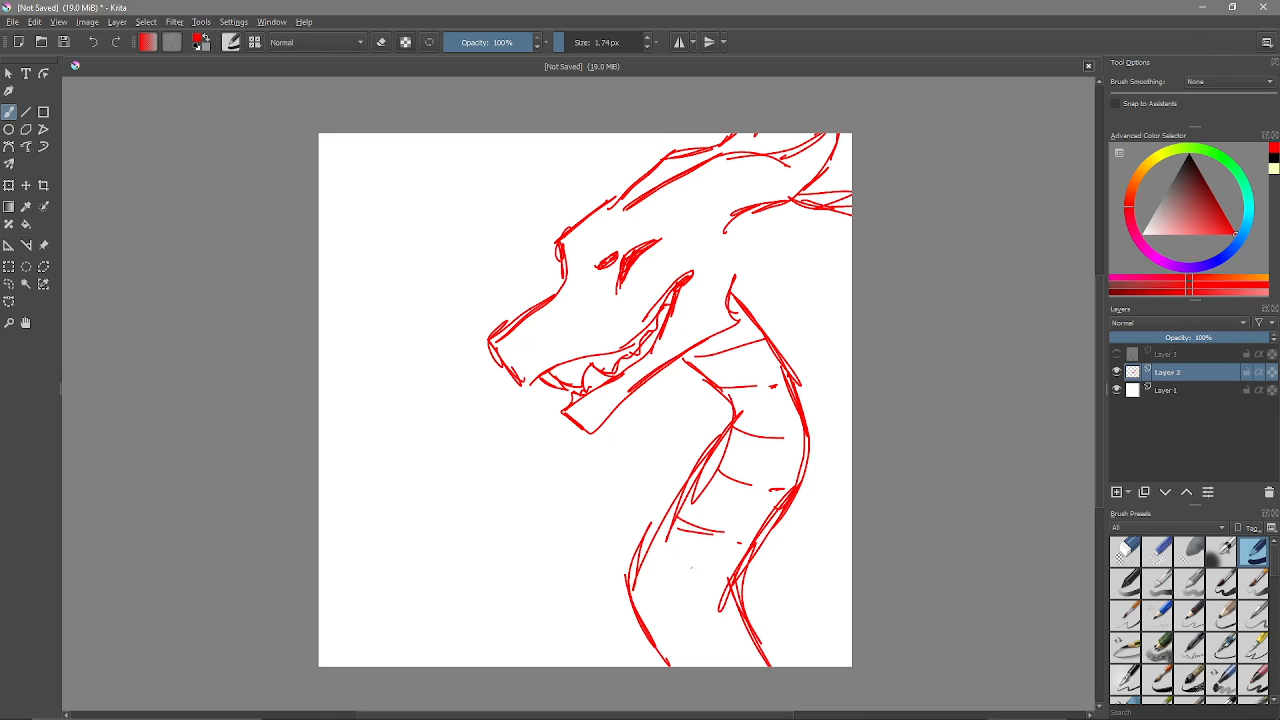 [Not Saved] (19.0 MiB) * - Krita
File Edit View Image Layer Select Filter Tools Settings Window Help
Normal
Opacity: 100%
Size: 1.74 px
[Not Saved] (19.0 MiB)
Tool Options
Brush Smoothing: None
Snap to Assistants
Advanced Color Selector
Layers
Normal
Opacity: 100%
Layer 3
Layer 2
Layer 1
Brush Presets
All
Tag
Search